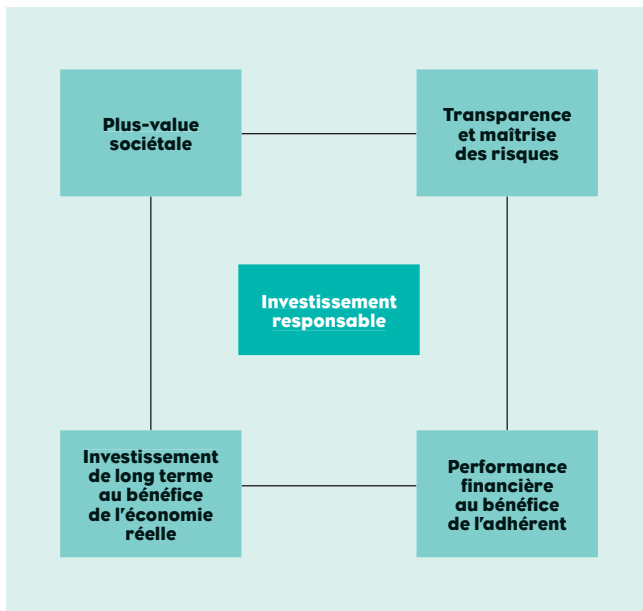 Plus-value
sociétale
Transparence
et maîtrise
des risques
Investissement
responsable
Investissement
de long terme
au bénéfice
de l'économie
réelle
Performance
financière
au bénéfice
de l'adhérent